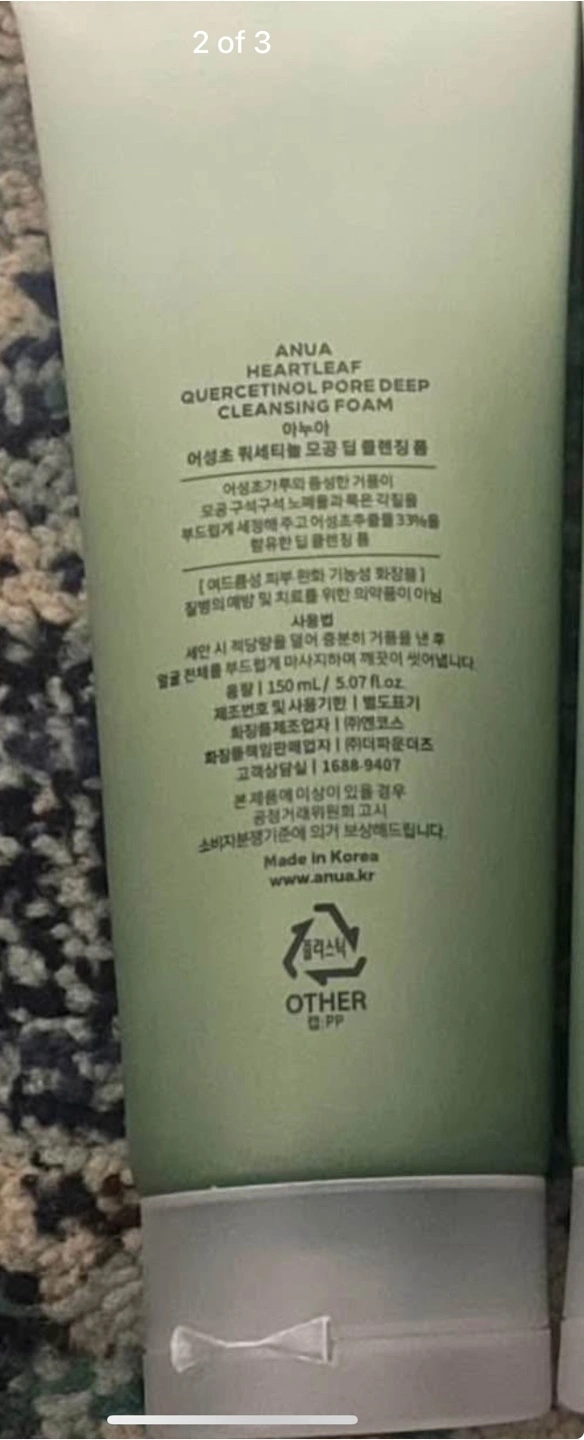 2 of 3
ANUA
HEARTLEAF
QUERCETINOL PORE DEEP
CLEANSING FOAM
아누아
어성초 쿼세티놀 모공 딥 클렌징 폼
어성초가루와 풍성한 거품이
모공 구석구석 노폐물과 묵은 각질을
부드럽게 세정해 주고 어성초추출물 33%을
함유한 딥 클렌징 폼
[ 여드름성 피부 완화 기능성 화장품 ]
질병의 예방 및 치료를 위한 의약품이 아님
사용법
세안 시 적당량을 덜어 충분히 거품을 낸 후
얼굴 전체를 부드럽게 마사지하며 깨끗이 씻어냅니다.
용량 | 150 mL / 5.07 fl.oz.
제조번호 및 사용기한 | 별도표기
화장품제조업자 | ㈜엔코스
화장품책임판매업자 | ㈜더파운더즈
고객상담실 | 1688-9407
본 제품에 이상이 있을 경우
공정거래위원회 고시
소비자분쟁기준에 의거 보상해드립니다.
Made in Korea
www.anua.kr
플라스틱
OTHER
캡:PP